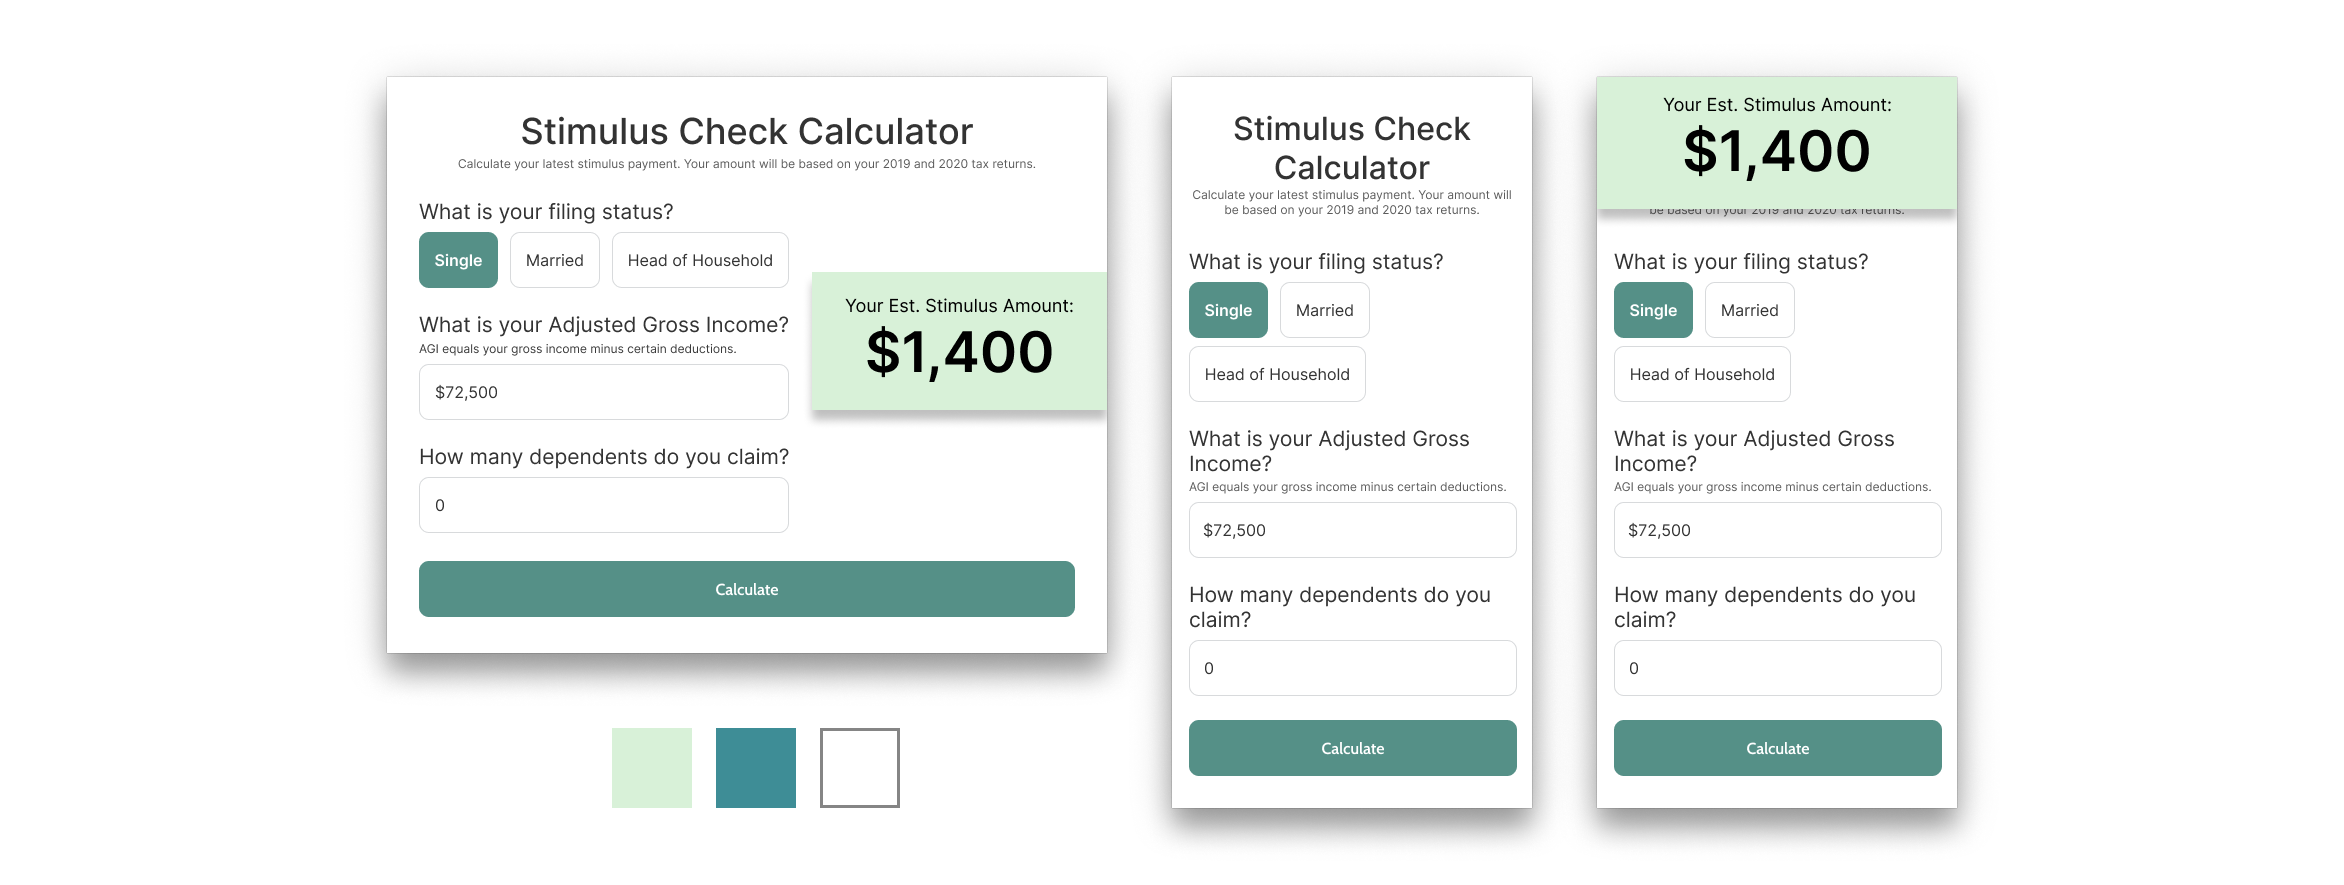 Stimulus Check Calculator
Calculate your latest stimulus payment. Your amount will be based on your 2019 and 2020 tax returns.
What is your filing status?
Single Married Head of Household
What is your Adjusted Gross Income?
AGI equals your gross income minus certain deductions.
$72,500
How many dependents do you claim?
0
Calculate
Your Est. Stimulus Amount:
$1,400
Stimulus Check
Calculator
Calculate your latest stimulus payment. Your amount will
be based on your 2019 and 2020 tax returns.
What is your filing status?
Single Married
Head of Household
What is your Adjusted Gross
Income?
AGI equals your gross income minus certain deductions.
$72,500
How many dependents do you
claim?
0
Calculate
Your Est. Stimulus Amount:
$1,400
be based on your 2019 and 2020 tax returns.
What is your filing status?
Single Married
Head of Household
What is your Adjusted Gross
Income?
AGI equals your gross income minus certain deductions.
$72,500
How many dependents do you
claim?
0
Calculate